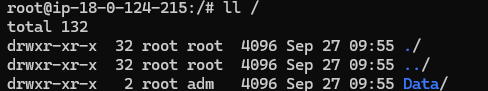 root@ip-18-0-124-215:/# ll /
total 132
drwxr-xr-x  32 root root  4096 Sep 27 09:55 ./
drwxr-xr-x  32 root root  4096 Sep 27 09:55 ../
drwxr-xr-x   2 root adm   4096 Sep 27 09:55 Data/